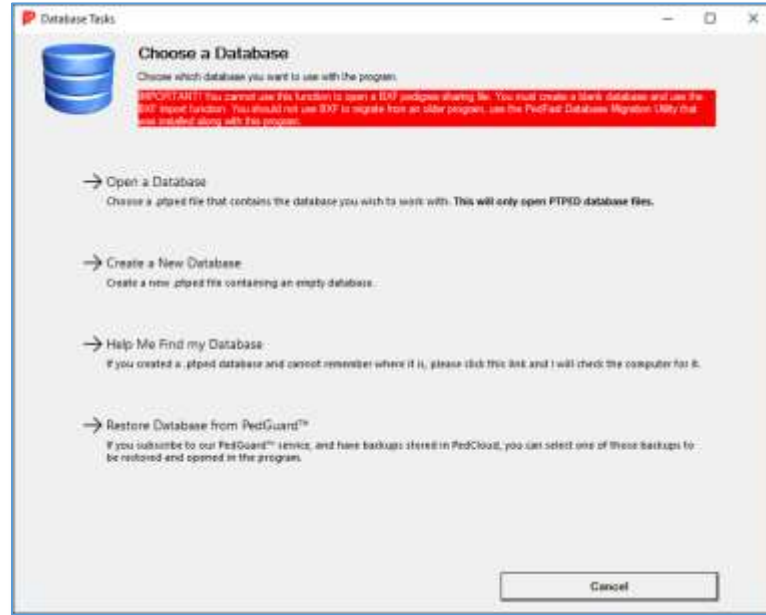 Database Tasks
Choose a Database
Choose which database you want to use with the program.
IMPORTANT! You cannot use this function to open a BXF pedigree sharing file. You must create a blank database and use the
BXF import function. You should not use BXF to migrate from an older program, use the PedFast Database Migration Utility that
was installed along with this program.
Open a Database
Choose a .ptped file that contains the database you wish to work with. This will only open PTPED database files.
Create a New Database
Create a new .ptped file containing an empty database.
Help Me Find my Database
If you created a .ptped database and cannot remember where it is, please click this link and I will check the computer for it.
Restore Database from PedGuard™
If you subscribe to our PedGuard™ service, and have backups stored in PedCloud, you can select one of those backups to
be restored and opened in the program.
Cancel